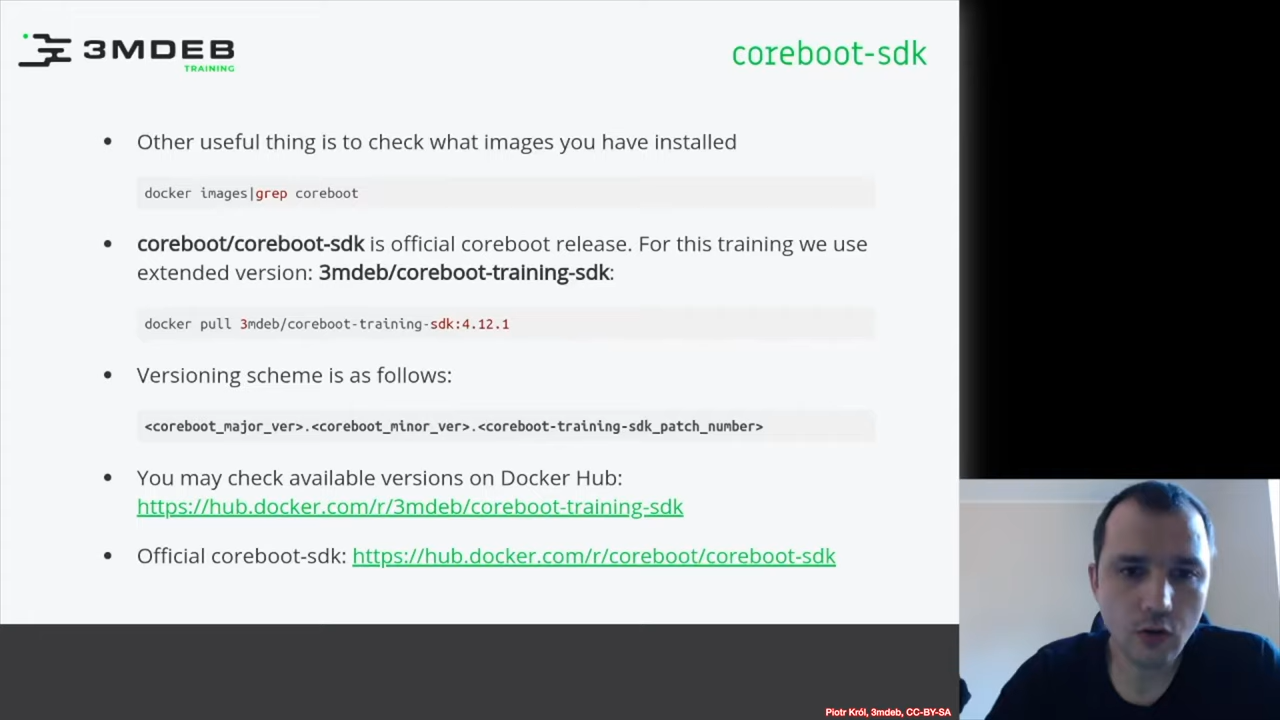 3MDEB
TRAINING
coreboot-sdk
• Other useful thing is to check what images you have installed
docker images|grep coreboot
• coreboot/coreboot-sdk is official coreboot release. For this training we use
extended version: 3mdeb/coreboot-training-sdk:
docker pull 3mdeb/coreboot-training-sdk:4.12.1
• Versioning scheme is as follows:
<coreboot_major_ver>.<coreboot_minor_ver>.<coreboot-training-sdk_patch_number>
• You may check available versions on Docker Hub:
https://hub.docker.com/r/3mdeb/coreboot-training-sdk
• Official coreboot-sdk: https://hub.docker.com/r/coreboot/coreboot-sdk
Piotr Król, 3mdeb, CC-BY-SA